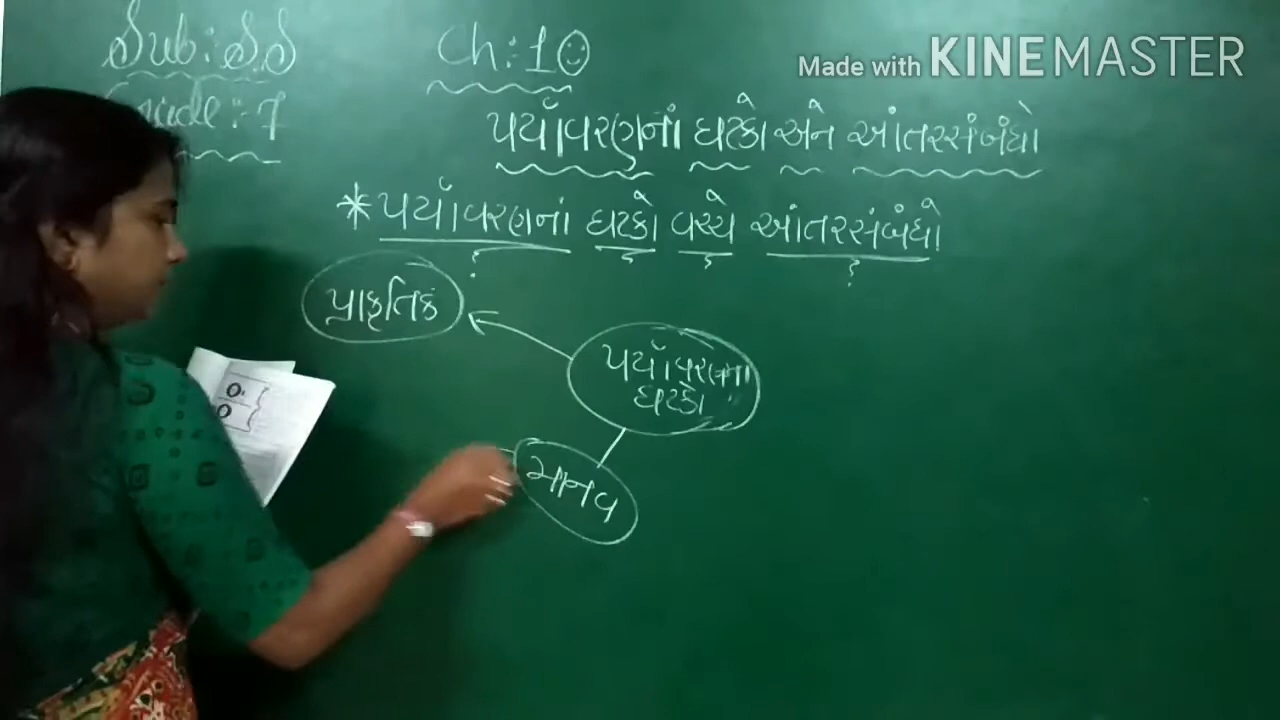 Sub: S.S
Ch: 10
Made with KINEMASTER
Grade:- 7
પર્યાવરણનાં ઘટકો અને આંતરસંબંધો
* પર્યાવરણનાં ઘટકો વચ્ચે આંતરસંબંધો
પ્રાકૃતિક
પર્યાવરણના
ઘટકો
માનવ